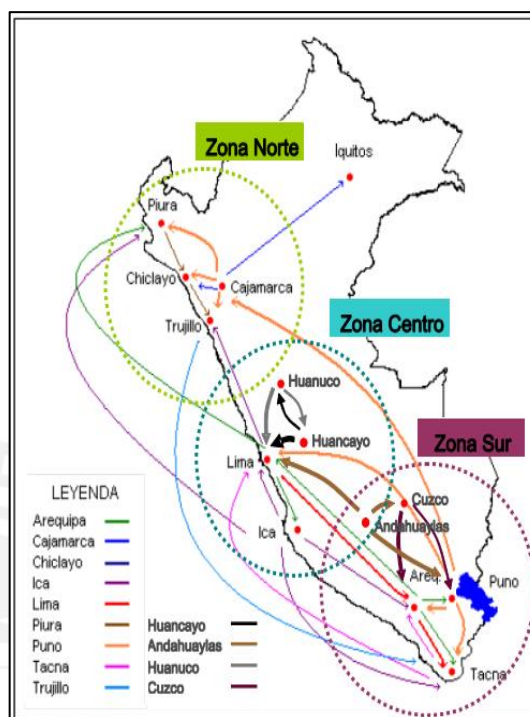 Zona Norte
Iquitos
Piura
Chiclayo
Cajamarca
Trujillo
Zona Centro
Huanuco
Huancayo
Zona Sur
Lima
Cuzco
Ica
Andahuaylas
Areq.
Puno
Tacna
LEYENDA
Arequipa
Cajamarca
Chiclayo
Ica
Lima
Piura
Puno
Tacna
Trujillo
Huancayo
Andahuaylas
Huanuco
Cuzco